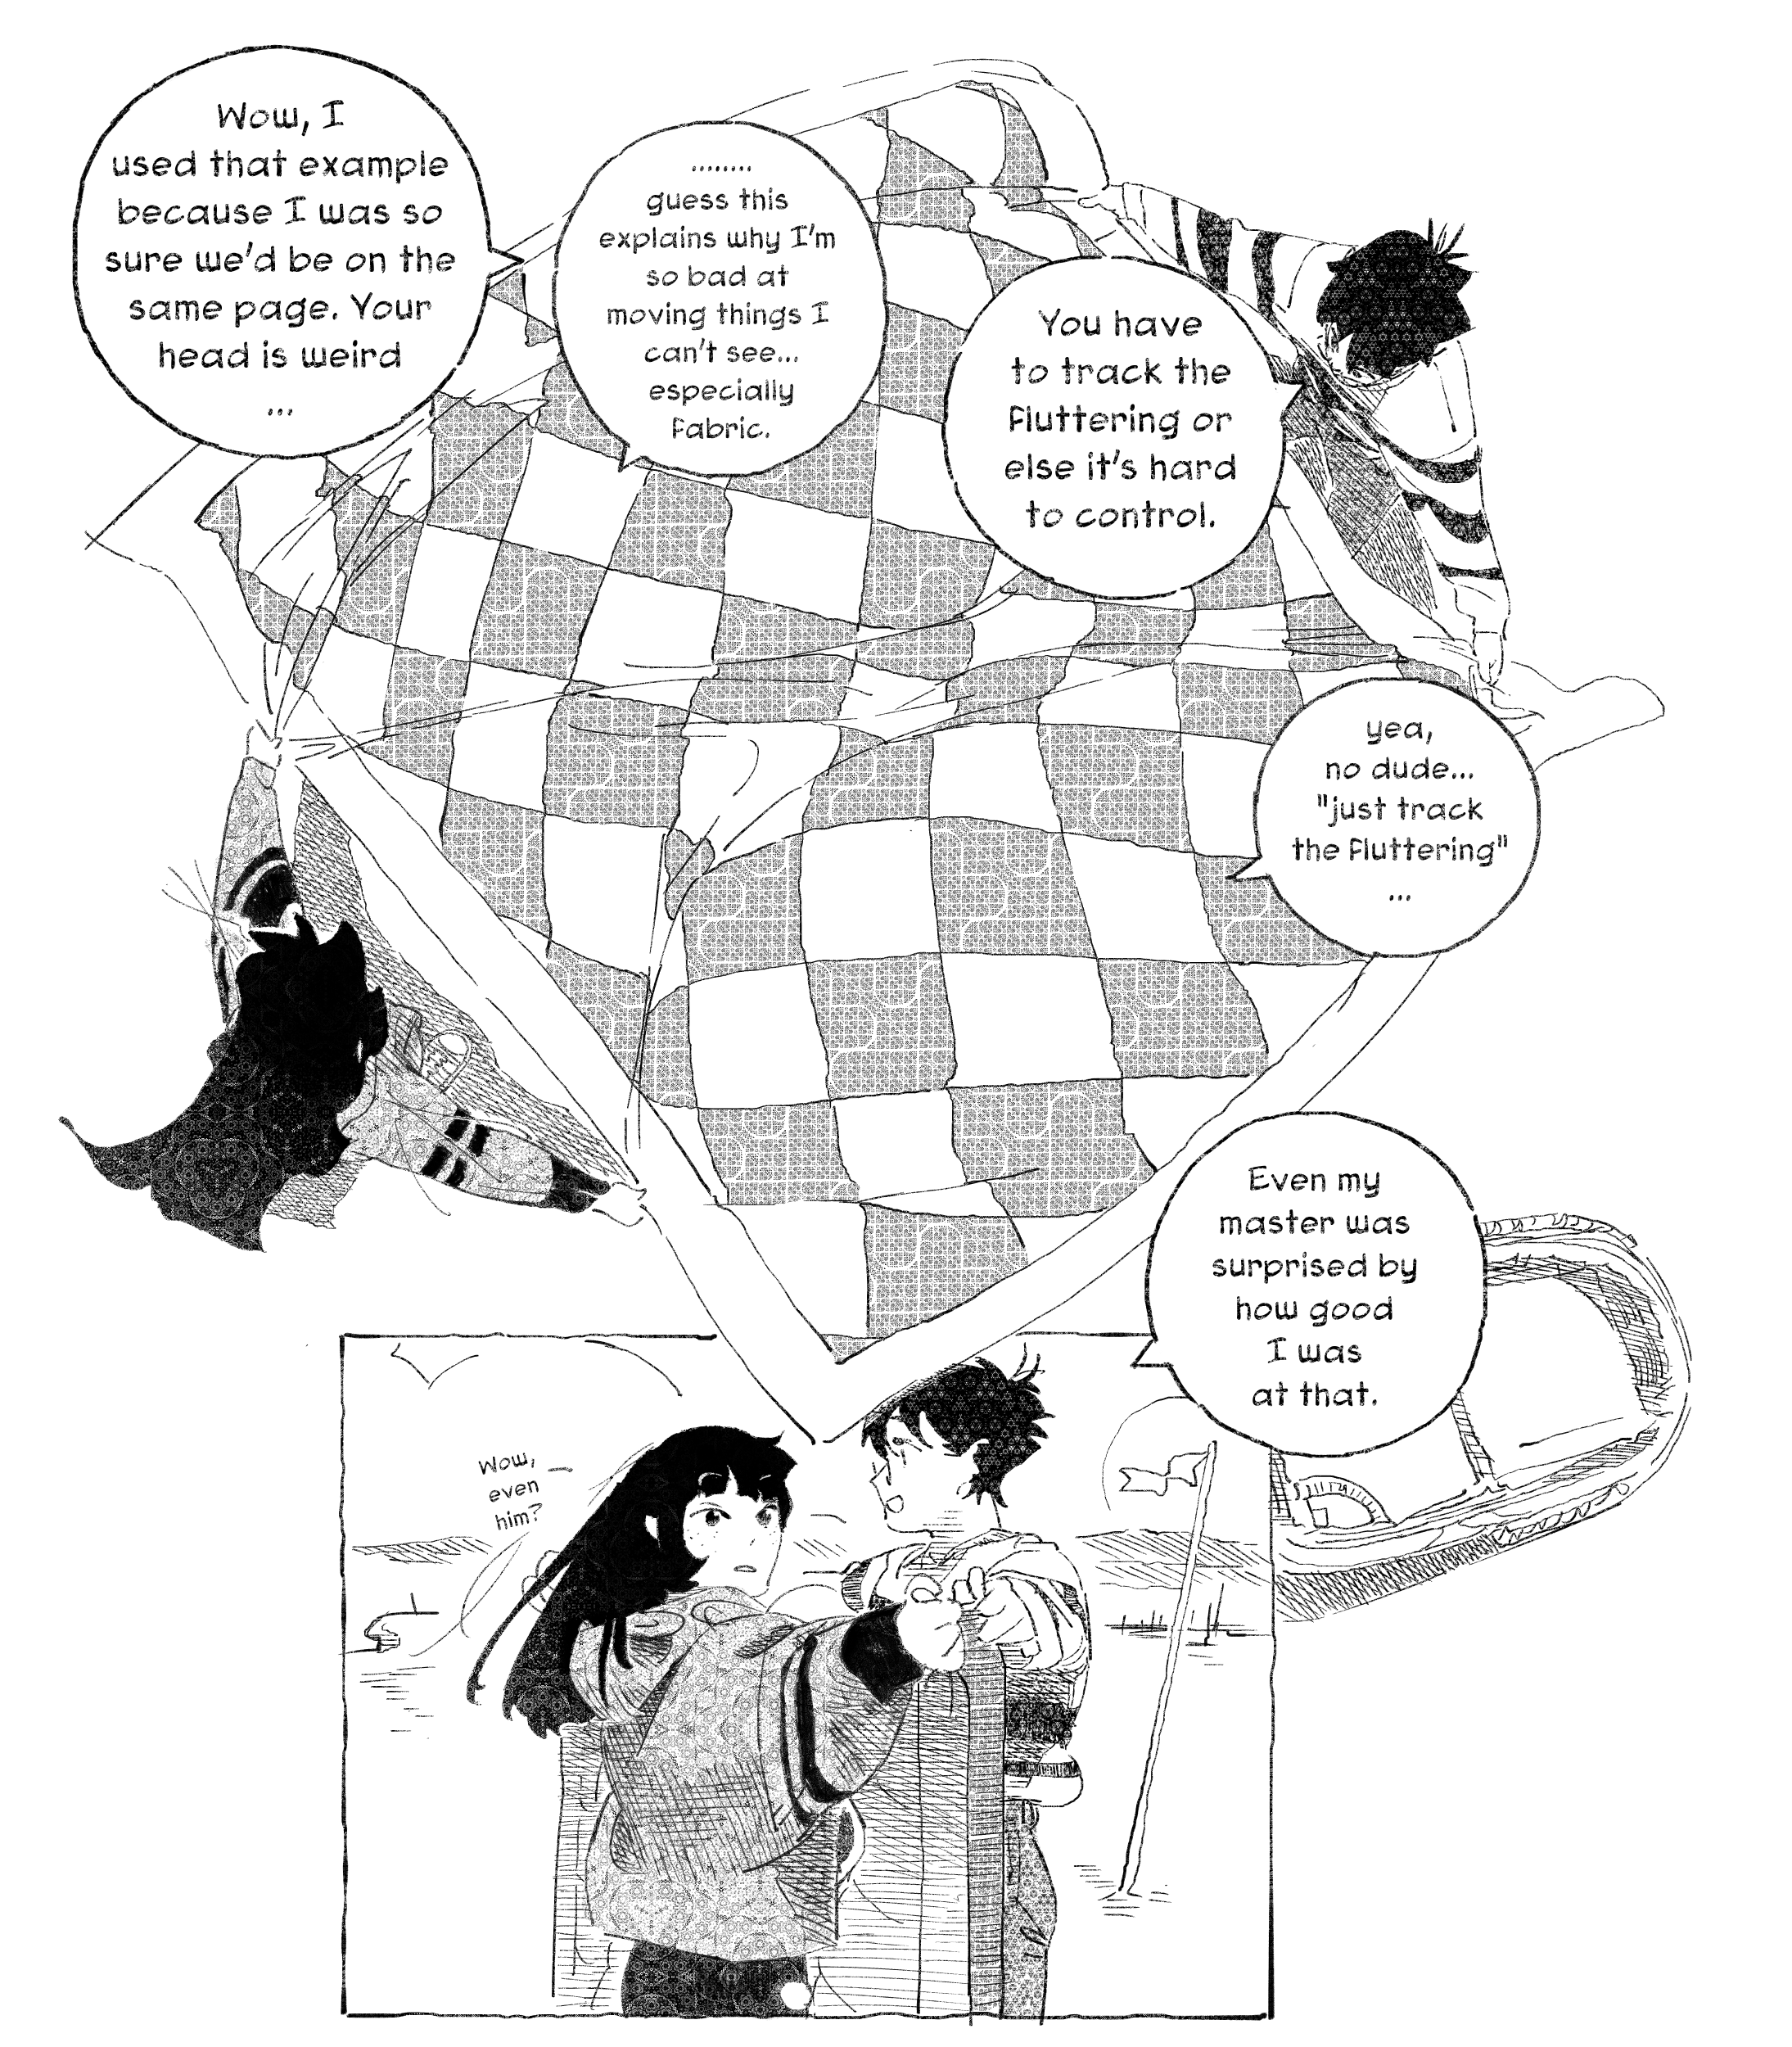 Wow, I
used that example
because I was so
sure we'd be on the
same page. Your
head is weird
...
........
guess this
explains why I'm
so bad at
moving things I
can't see...
especially
fabric.
You have
to track the
fluttering or
else it's hard
to control.
yea,
no dude...
"just track
the fluttering"
...
Even my
master was
surprised by
how good
I was
at that.
Wow,
even
him?